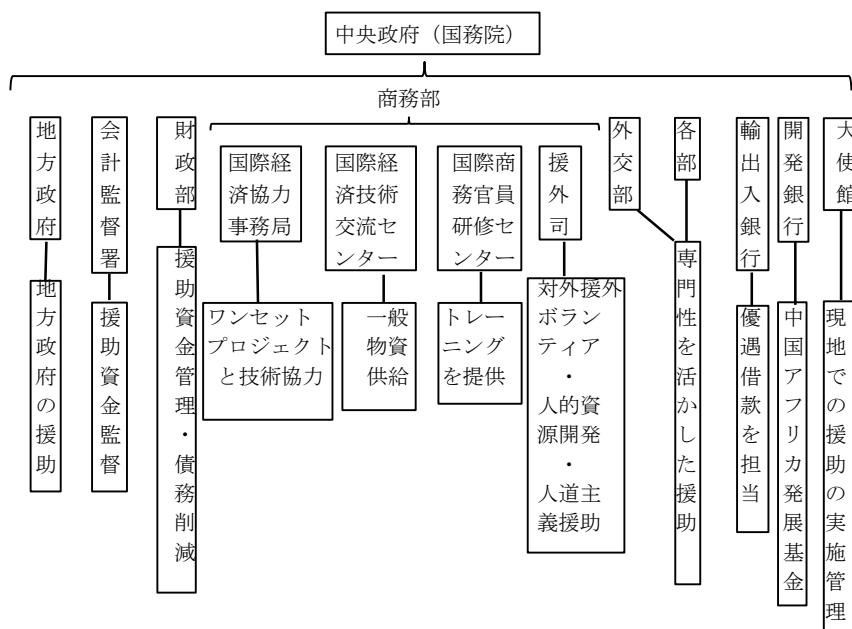 中央政府（国務院）
商務部
地方政府
会計監督署
財政部
国際経
済協力
事務局
国際経
済技術
交流セ
ンター
国際商
務官員
研修セ
ンター
援外司
外交部
各部
輸出入銀行
開発銀行
大使館
地方政府の援助
援助資金監督
援助資金管理・債務削減
ワンセット
プロジェクト
と技術協力
一般
物資
供給
トレー
ニング
を提供
対外援外
ボラン
ティア
・
人的資
源開発
・
人道主
義援助
専門性を活かした援助
優遇借款を担当
中国アフリカ発展基金
現地での援助の実施管理